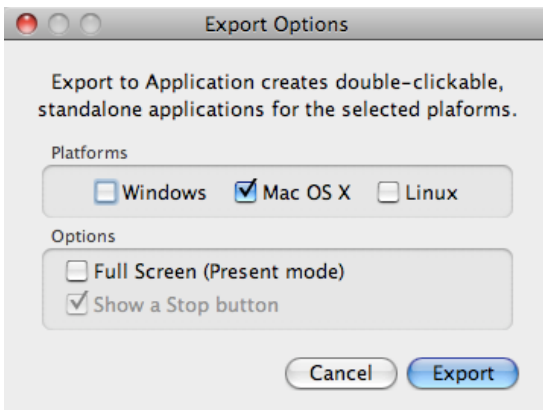 Export Options
Export to Application creates double-clickable,
standalone applications for the selected plaforms.
Platforms
Windows Mac OS X Linux
Options
Full Screen (Present mode)
Show a Stop button
Cancel Export